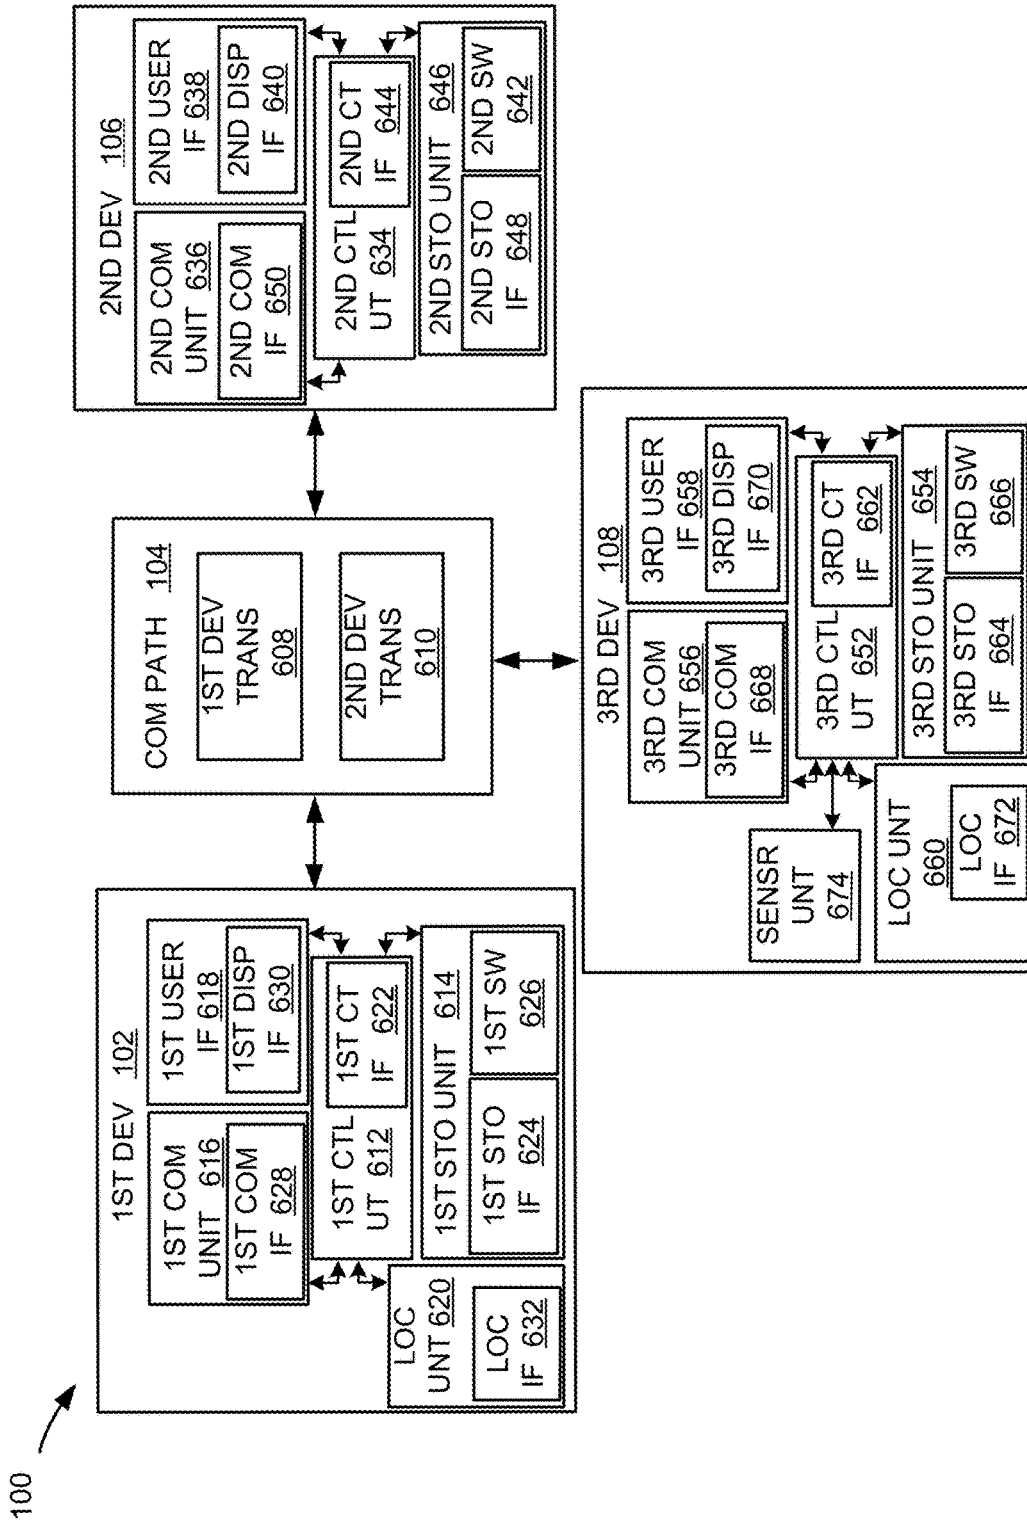 100
1ST DEV 102
1ST COM
UNIT 616
1ST COM
IF 628
1ST USER
IF 618
1ST DISP
IF 630
1ST CTL
UT 612
1ST CT
IF 622
LOC
UNT 620
LOC
IF 632
1ST STO UNIT 614
1ST STO
IF 624
1ST SW
626
COM PATH 104
1ST DEV
TRANS
608
2ND DEV
TRANS
610
2ND DEV 106
2ND COM
UNIT 636
2ND COM
IF 650
2ND USER
IF 638
2ND DISP
IF 640
2ND CTL
UT 634
2ND CT
IF 644
2ND STO UNIT 646
2ND STO
IF 648
2ND SW
642
3RD DEV 108
3RD COM
UNIT 656
3RD COM
IF 668
3RD USER
IF 658
3RD DISP
IF 670
SENSR
UNT
674
3RD CTL
UT 652
3RD CT
IF 662
LOC UNT
660
LOC
IF 672
3RD STO UNIT 654
3RD STO
IF 664
3RD SW
666